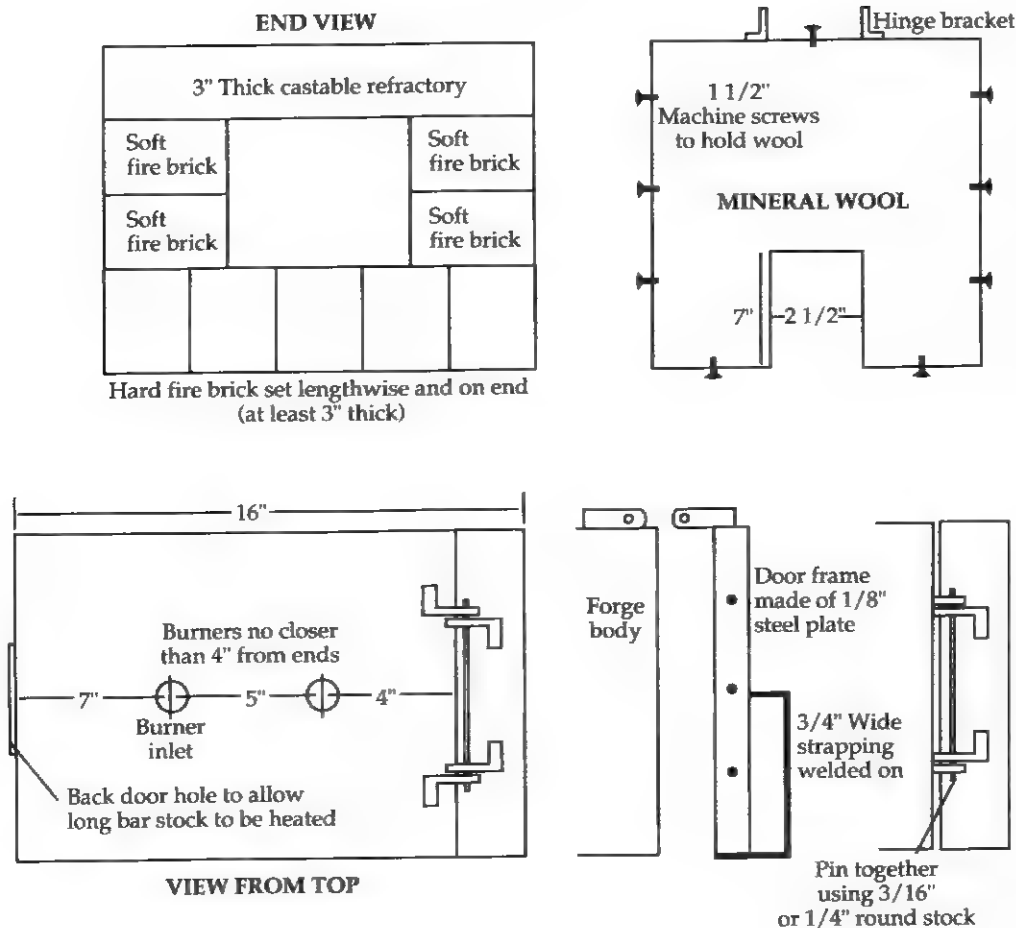 END VIEW
3" Thick castable refractory
Soft
fire brick
Soft
fire brick
Soft
fire brick
Soft
fire brick
Hard fire brick set lengthwise and on end
(at least 3" thick)
Hinge bracket
1 1/2"
Machine screws
to hold wool
MINERAL WOOL
7"
2 1/2"
16"
Burners no closer
than 4" from ends
7"
5"
4"
Burner
inlet
Back door hole to allow
long bar stock to be heated
VIEW FROM TOP
Forge
body
Door frame
made of 1/8"
steel plate
3/4" Wide
strapping
welded on
Pin together
using 3/16"
or 1/4" round stock